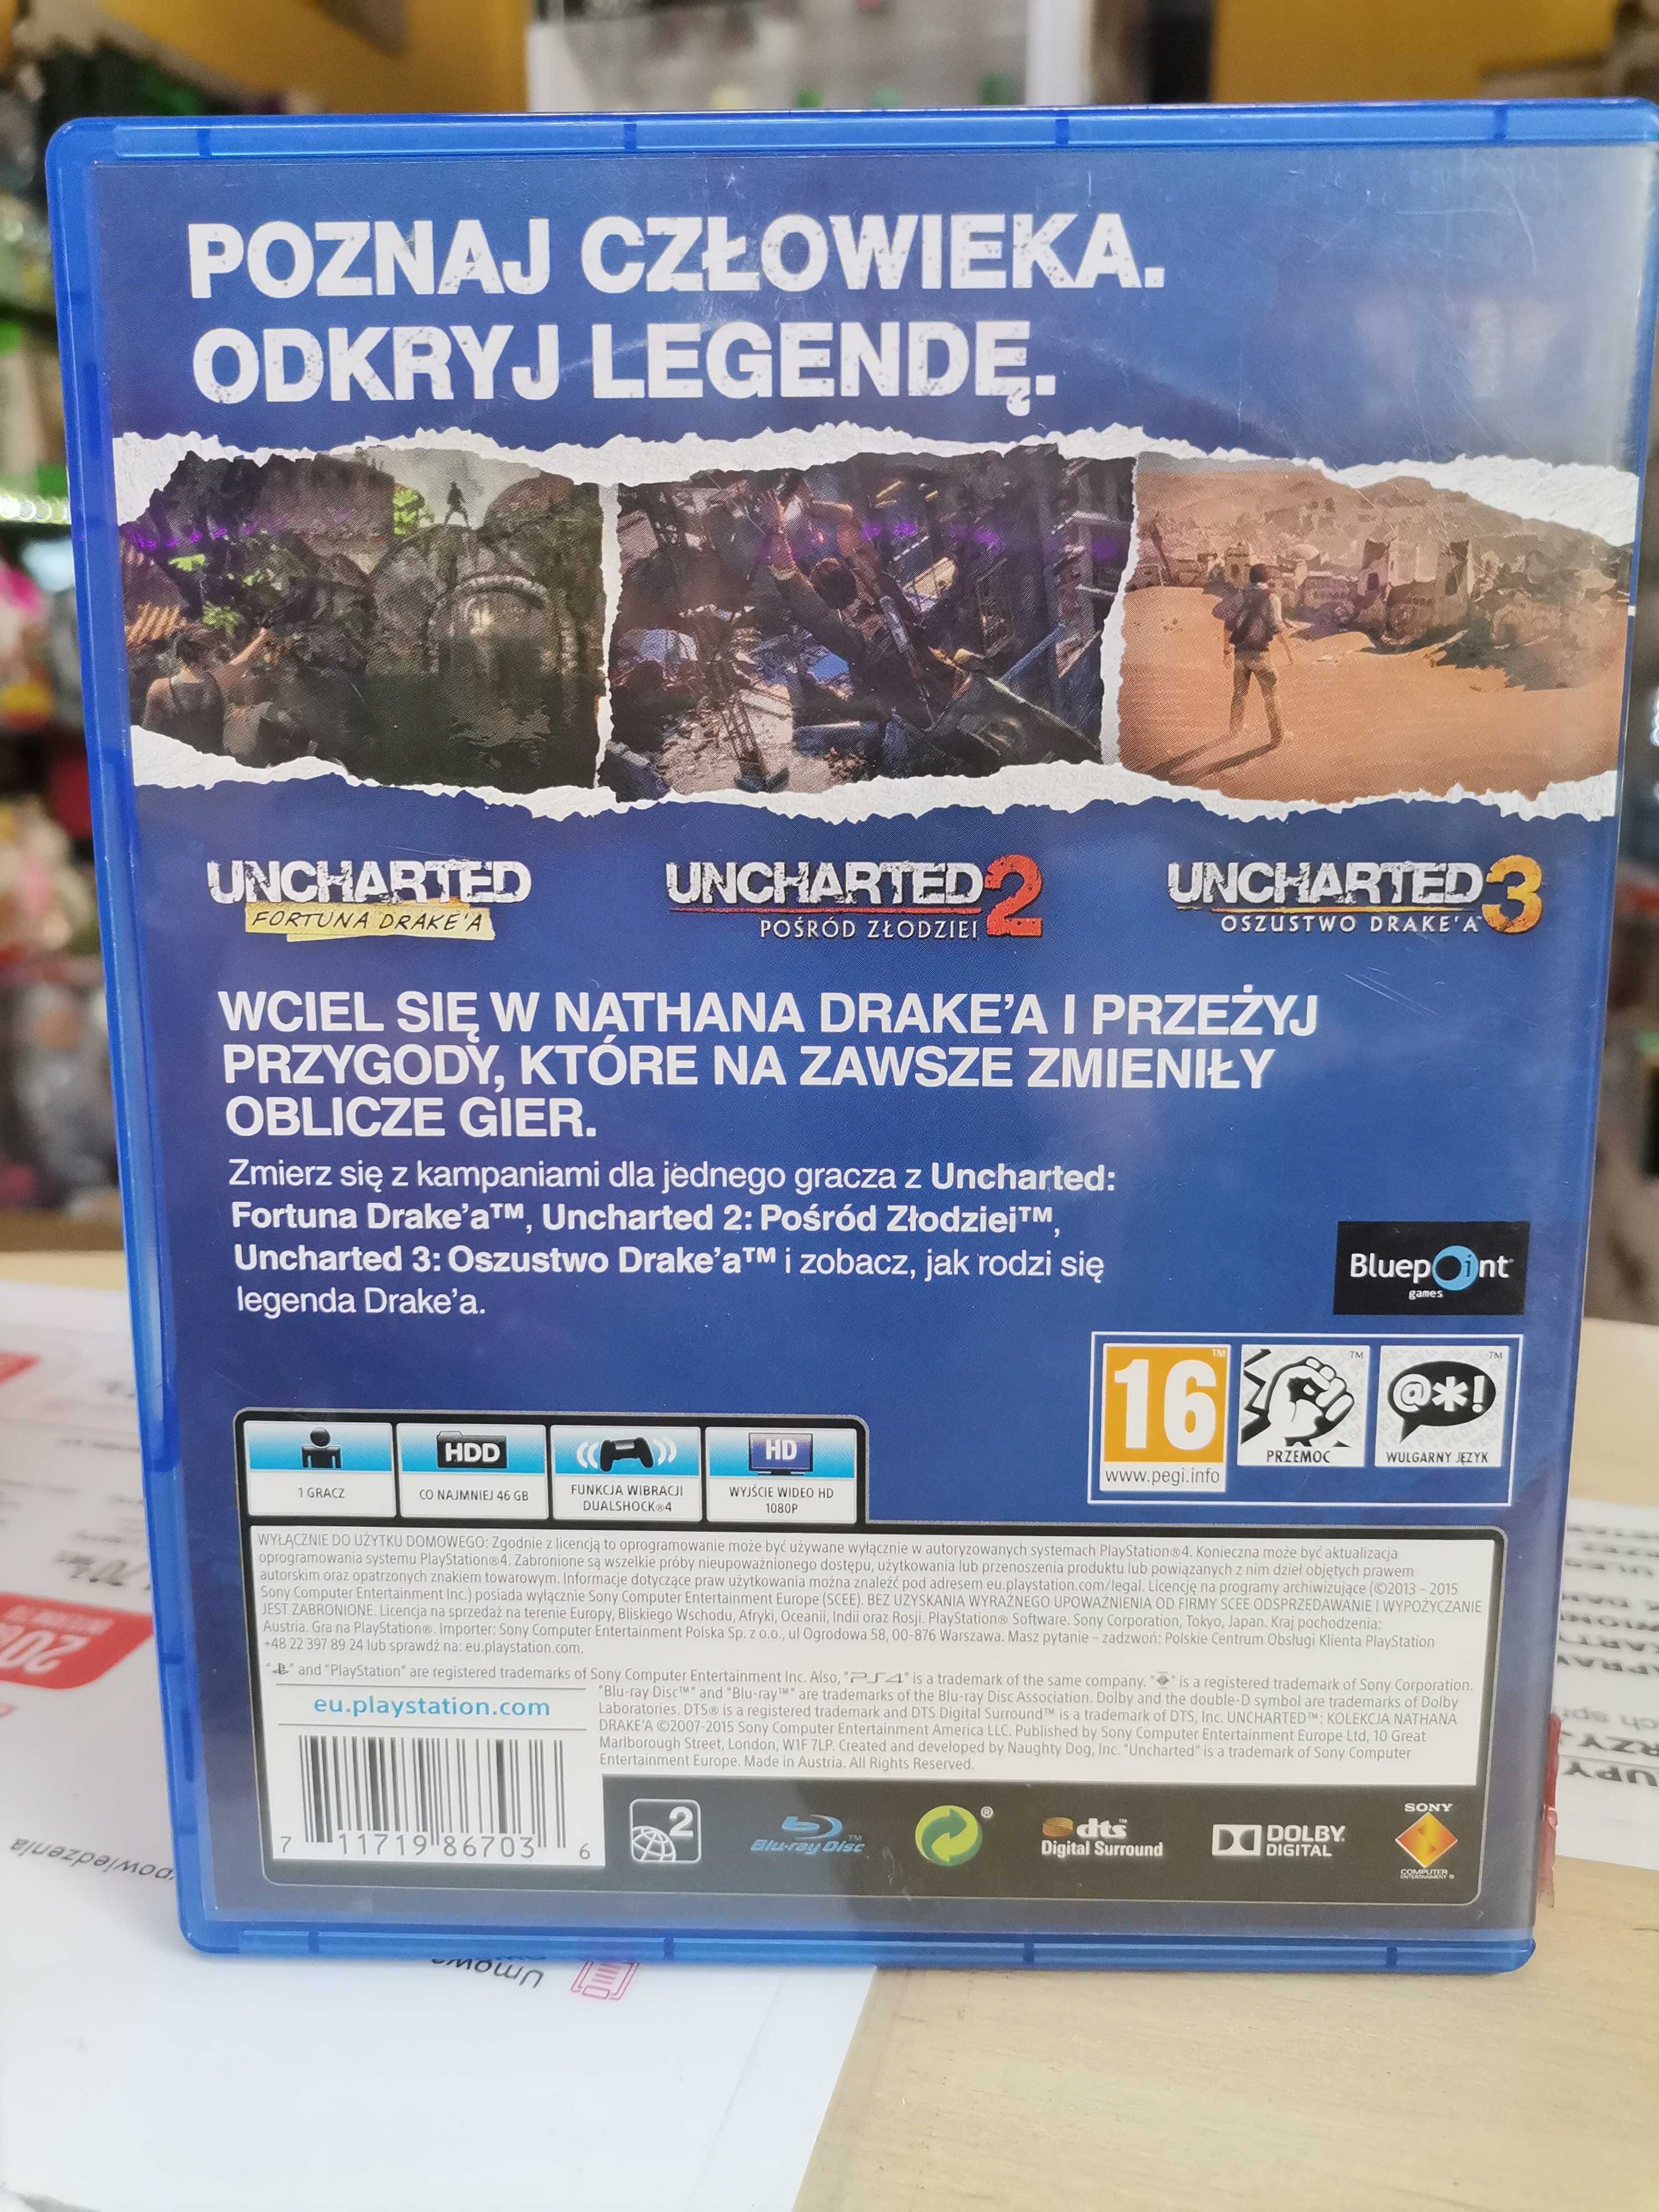 POZNAJ CZŁOWIEKA.
ODKRYJ LEGENDĘ.
UNCHARTED
FORTUNA DRAKE'A
UNCHARTED 2
POŚRÓD ZŁODZIEI
UNCHARTED 3
OSZUSTWO DRAKE'A™
WCIEL SIĘ W NATHANA DRAKE'A I PRZEŻYJ
PRZYGODY, KTÓRE NA ZAWSZE ZMIENIŁY
OBLICZE GIER.
Zmierz się z kampaniami dla jednego gracza z Uncharted:
Fortuna Drake'a™, Uncharted 2: Pośród Złodziei™,
Uncharted 3: Oszustwo Drake'a™ i zobacz, jak rodzi się
legenda Drake'a.
Bluepoint
games
16
www.pegi.info
PRZEMOC
@*!
WULGARNY JĘZYK
1 GRACZ
HDD
CO NAJMNIEJ 46 GB
FUNKCJA WIBRACJI
DUALSHOCK®4
HD
WYJŚCIE WIDEO HD
1080P
WYŁĄCZNIE DO UŻYTKU DOMOWEGO: Zgodnie z licencją to oprogramowanie może być używane wyłącznie w autoryzowanych systemach PlayStation®4. Konieczna może być aktualizacja
oprogramowania systemu PlayStation®4. Zabronione są wszelkie próby nieupoważnionego dostępu, użytkowania lub przenoszenia produktu lub powiązanych z nim dzieł objętych prawem
autorskim oraz opatrzonych znakiem towarowym. Informacje dotyczące praw użytkowania można znaleźć pod adresem eu.playstation.com/legal. Licencję na programy archiwizujące (©2013 – 2015
Sony Computer Entertainment Inc.) posiada wyłącznie Sony Computer Entertainment Europe (SCEE). BEZ UZYSKANIA WYRAŹNEGO UPOWAŻNIENIA OD FIRMY SCEE ODSPRZEDAWANIE I WYPOŻYCZANIE
JEST ZABRONIONE. Licencja na sprzedaż na terenie Europy, Bliskiego Wschodu, Afryki, Oceanii, Indii oraz Rosji. PlayStation® Software. Sony Corporation, Tokyo, Japan. Kraj pochodzenia:
Austria. Gra na PlayStation®. Importer: Sony Computer Entertainment Polska Sp. z o.o., ul Ogrodowa 58, 00-876 Warszawa. Masz pytanie – zadzwoń: Polskie Centrum Obsługi Klienta PlayStation
+48 22 397 89 24 lub sprawdź na: eu.playstation.com.
" " and "PlayStation" are registered trademarks of Sony Computer Entertainment Inc. Also, "PS4" is a trademark of the same company. " " is a registered trademark of Sony Corporation.
"Blu-ray Disc™" and "Blu-ray™" are trademarks of the Blu-ray Disc Association. Dolby and the double-D symbol are trademarks of Dolby
Laboratories. DTS® is a registered trademark and DTS Digital Surround™ is a trademark of DTS, Inc. UNCHARTED™: KOLEKCJA NATHANA
DRAKE'A ©2007-2015 Sony Computer Entertainment America LLC. Published by Sony Computer Entertainment Europe Ltd, 10 Great
Marlborough Street, London, W1F 7LP. Created and developed by Naughty Dog, Inc. "Uncharted" is a trademark of Sony Computer
Entertainment Europe. Made in Austria. All Rights Reserved.
eu.playstation.com
7 11719 86703 6
2
Blu-ray Disc™
dts™
Digital Surround
DOLBY
DIGITAL
SONY
COMPUTER
ENTERTAINMENT
Umowa